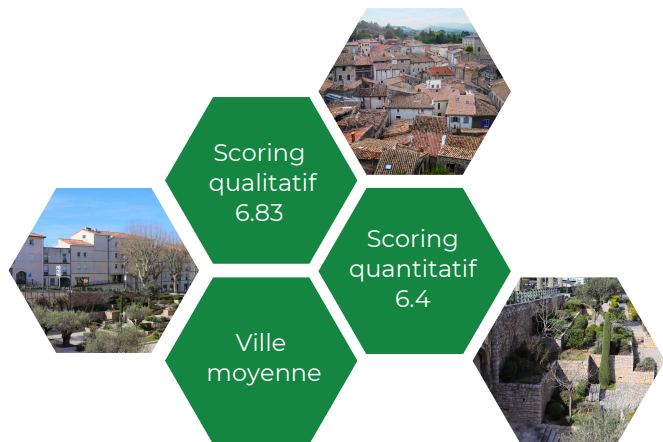 Scoring
qualitatif
6.83
Scoring
quantitatif
6.4
Ville
moyenne